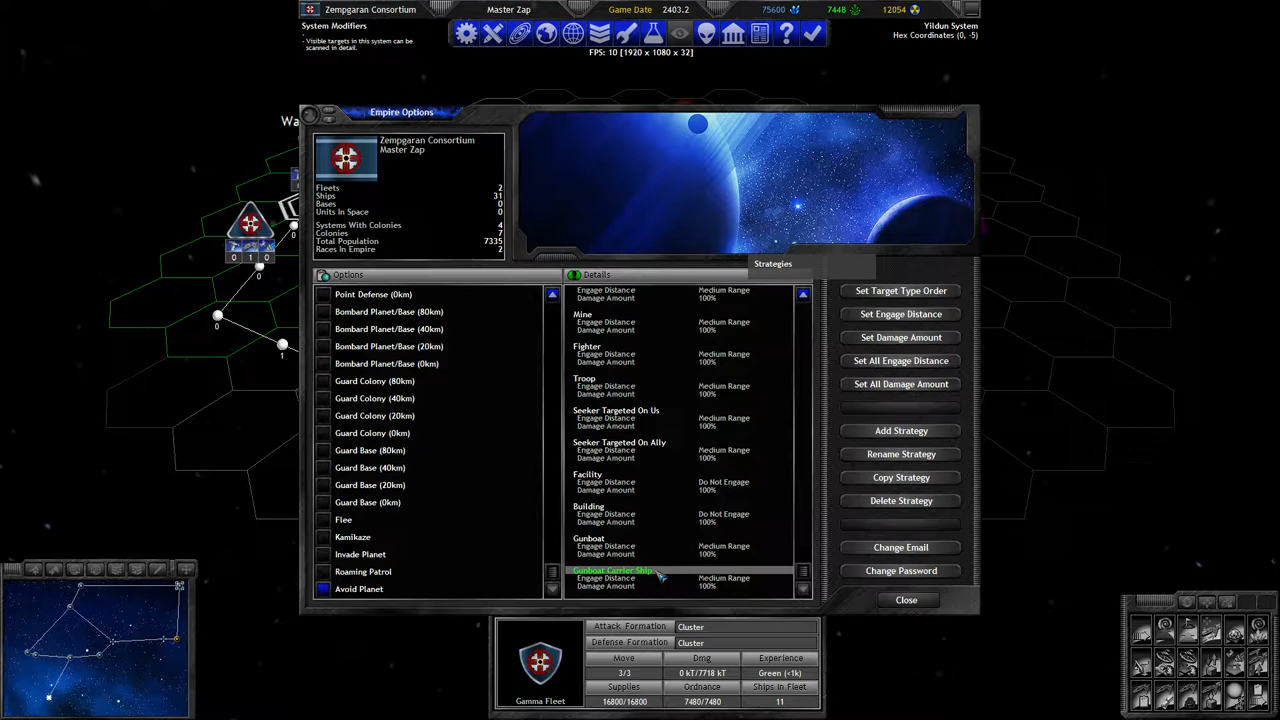 Zempgaran Consortium
Master Zap
Game Date 2403.2
75600
7448
12054
System Modifiers
- Visible targets in this system can be
scanned in detail.
Yildun System
Hex Coordinates (0, -5)
FPS: 10 [1920 x 1080 x 32]
Wa
0
0
0
0 1 0
1
Empire Options
Zempgaran Consortium
Master Zap
Fleets 2
Ships 31
Bases 0
Units In Space 0
Systems With Colonies 4
Colonies 7
Total Population 7335
Races In Empire 2
Options
Point Defense (0km)
Bombard Planet/Base (80km)
Bombard Planet/Base (40km)
Bombard Planet/Base (20km)
Bombard Planet/Base (0km)
Guard Colony (80km)
Guard Colony (40km)
Guard Colony (20km)
Guard Colony (0km)
Guard Base (80km)
Guard Base (40km)
Guard Base (20km)
Guard Base (0km)
Flee
Kamikaze
Invade Planet
Roaming Patrol
Avoid Planet
Details
Engage Distance Medium Range
Damage Amount 100%
Mine
Engage Distance Medium Range
Damage Amount 100%
Fighter
Engage Distance Medium Range
Damage Amount 100%
Troop
Engage Distance Medium Range
Damage Amount 100%
Seeker Targeted On Us
Engage Distance Medium Range
Damage Amount 100%
Seeker Targeted On Ally
Engage Distance Medium Range
Damage Amount 100%
Facility
Engage Distance Do Not Engage
Damage Amount 100%
Building
Engage Distance Do Not Engage
Damage Amount 100%
Gunboat
Engage Distance Medium Range
Damage Amount 100%
Gunboat Carrier Ship
Engage Distance Medium Range
Damage Amount 100%
Strategies
Set Target Type Order
Set Engage Distance
Set Damage Amount
Set All Engage Distance
Set All Damage Amount
Add Strategy
Rename Strategy
Copy Strategy
Delete Strategy
Change Email
Change Password
Close
Attack Formation Cluster
Defense Formation Cluster
Move Dmg Experience
3/3 0 kT/7718 kT Green (<1k)
Supplies Ordnance Ships In Fleet
16800/16800 7480/7480 11
Gamma Fleet